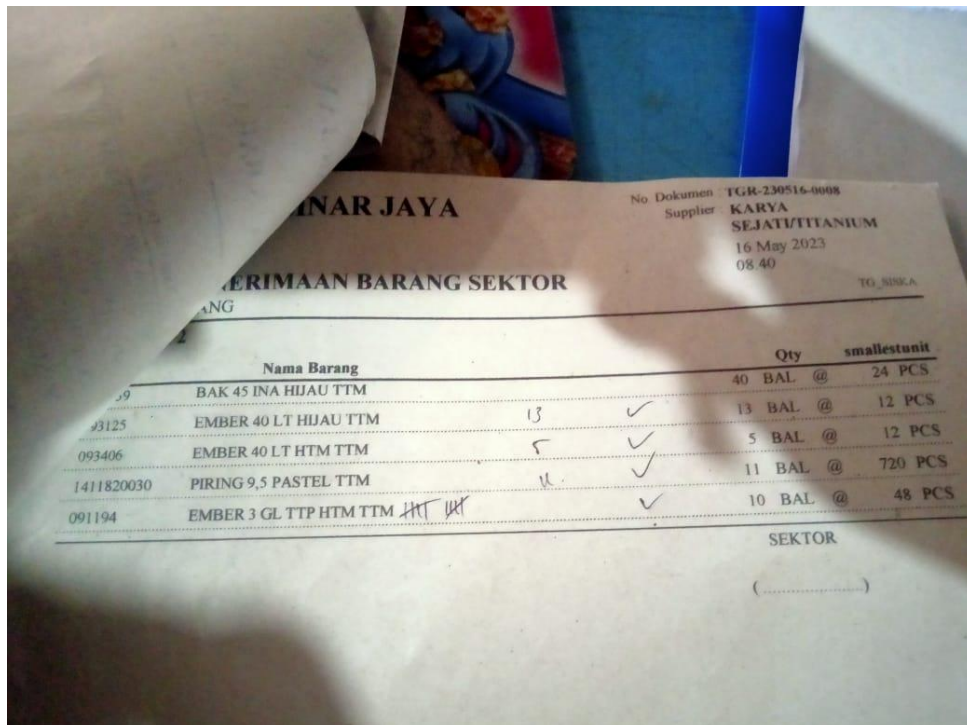 INAR JAYA
No Dokumen : TGR-230516-0008
Supplier : KARYA
SEJATI/TITANIUM
16 May 2023
08.40
ERIMAAN BARANG SEKTOR
TG_SISKA
ANG
2
Nama Barang Qty smallestunit
59 BAK 45 INA HIJAU TTM 40 BAL @ 24 PCS
93125 EMBER 40 LT HIJAU TTM 13 ✓ 13 BAL @ 12 PCS
093406 EMBER 40 LT HTM TTM 5 ✓ 5 BAL @ 12 PCS
1411820030 PIRING 9,5 PASTEL TTM 11. ✓ 11 BAL @ 720 PCS
091194 EMBER 3 GL TTP HTM TTM ✓ 10 BAL @ 48 PCS
SEKTOR
(....................)